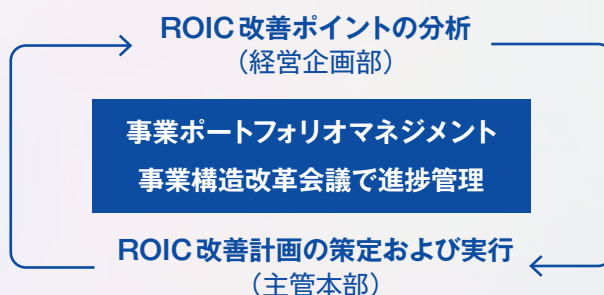 ROIC改善ポイントの分析
（経営企画部）
事業ポートフォリオマネジメント
事業構造改革会議で進捗管理
ROIC改善計画の策定および実行
（主管本部）